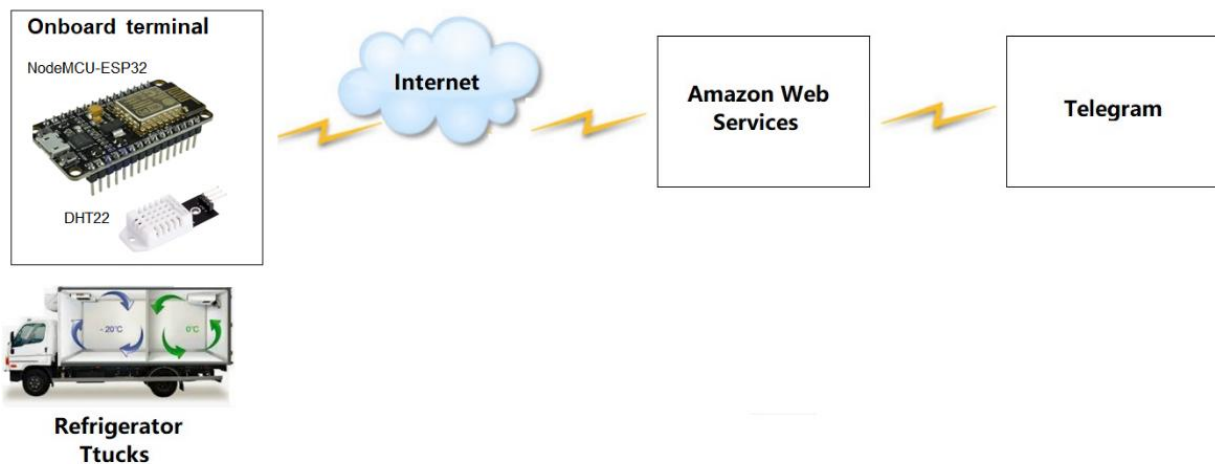 Onboard terminal
NodeMCU-ESP32
DHT22
Internet
Amazon Web
Services
Telegram
- 20°C
0°C
Refrigerator
Ttucks